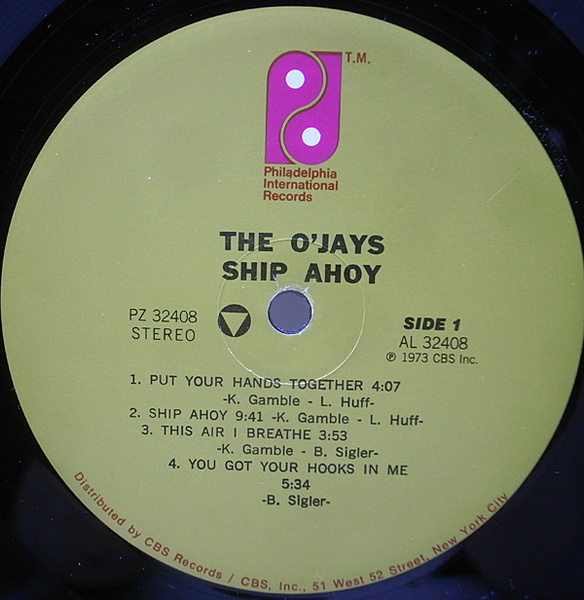 T.M.
Philadelphia
International
Records
THE O'JAYS
SHIP AHOY
PZ 32408
STEREO
SIDE 1
AL 32408
℗ 1973 CBS Inc.
1. PUT YOUR HANDS TOGETHER 4:07
-K. Gamble - L. Huff-
2. SHIP AHOY 9:41 -K. Gamble - L. Huff-
3. THIS AIR I BREATHE 3:53
-K. Gamble - B. Sigler-
4. YOU GOT YOUR HOOKS IN ME
5:34
-B. Sigler-
Distributed by CBS Records / CBS, Inc., 51 West 52 Street, New York City